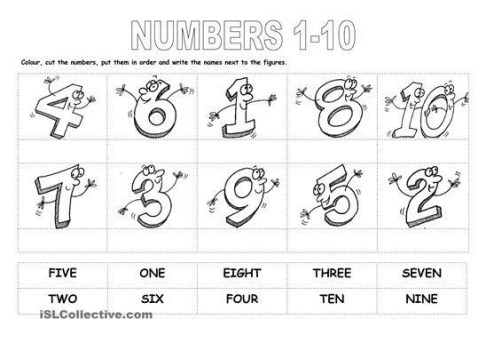 NUMBERS 1-10
Colour, cut the numbers, put them in order and write the names next to the figures.
4 6 1 8 10
7 3 9 5 2
FIVE ONE EIGHT THREE SEVEN
TWO SIX FOUR TEN NINE
iSLCollective.com